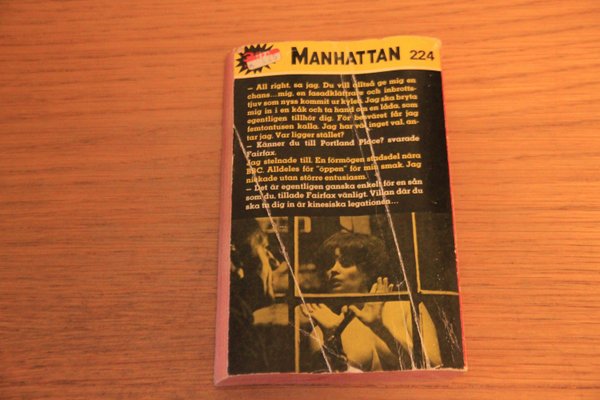 MANHATTAN 224
– All right, sa jag. Du vill alltså ge mig en
chans...mig, en fasadklättrare och inbrotts-
tjuv som nyss kommit ur kylen. Jag ska bryta
mig in i en kåk och ta hand om en låda, som
egentligen tillhör dig. För besväret får jag
femtontusen kalla. Jag har väl inget val, an-
tar jag. Var ligger stället?
– Känner du till Portland Place? svarade
Fairfax.
Jag stelnade till. En förmögen stadsdel nära
BBC. Alldeles för "öppen" för min smak. Jag
nickade utan större entusiasm.
– Det är egentligen ganska enkelt för en sån
som du, tillade Fairfax vänligt. Villan där du
ska ta dig in är kinesiska legationen...